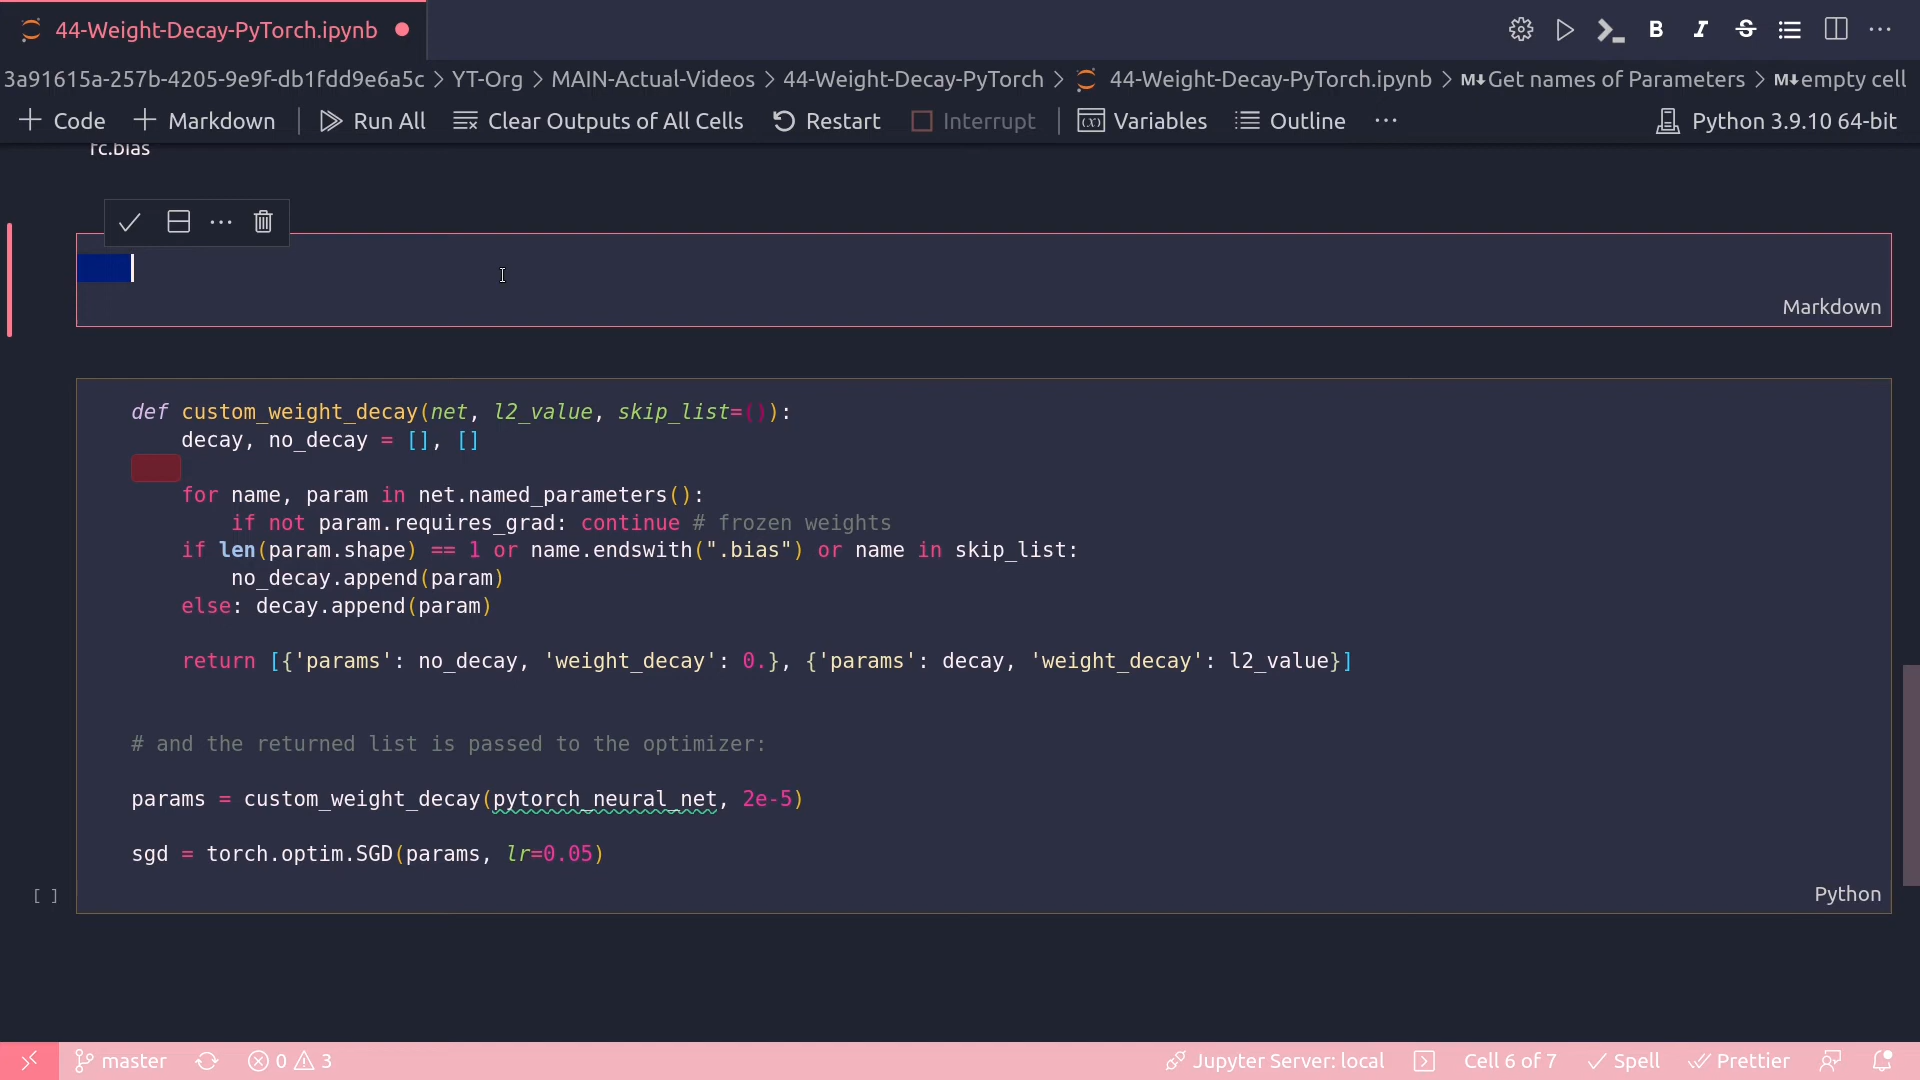 44-Weight-Decay-PyTorch.ipynb
3a91615a-257b-4205-9e9f-db1fdd9e6a5c > YT-Org > MAIN-Actual-Videos > 44-Weight-Decay-PyTorch > 44-Weight-Decay-PyTorch.ipynb > M↓Get names of Parameters > M↓empty cell
+ Code + Markdown Run All Clear Outputs of All Cells Restart Interrupt Variables Outline ··· Python 3.9.10 64-bit
fc.bias
Markdown
def custom_weight_decay(net, l2_value, skip_list=()):
    decay, no_decay = [], []
    for name, param in net.named_parameters():
        if not param.requires_grad: continue # frozen weights
    if len(param.shape) == 1 or name.endswith(".bias") or name in skip_list:
        no_decay.append(param)
    else: decay.append(param)
    return [{'params': no_decay, 'weight_decay': 0.}, {'params': decay, 'weight_decay': l2_value}]
# and the returned list is passed to the optimizer:
params = custom_weight_decay(pytorch_neural_net, 2e-5)
sgd = torch.optim.SGD(params, lr=0.05)
[ ]
Python
master 0 3 Jupyter Server: local Cell 6 of 7 Spell Prettier